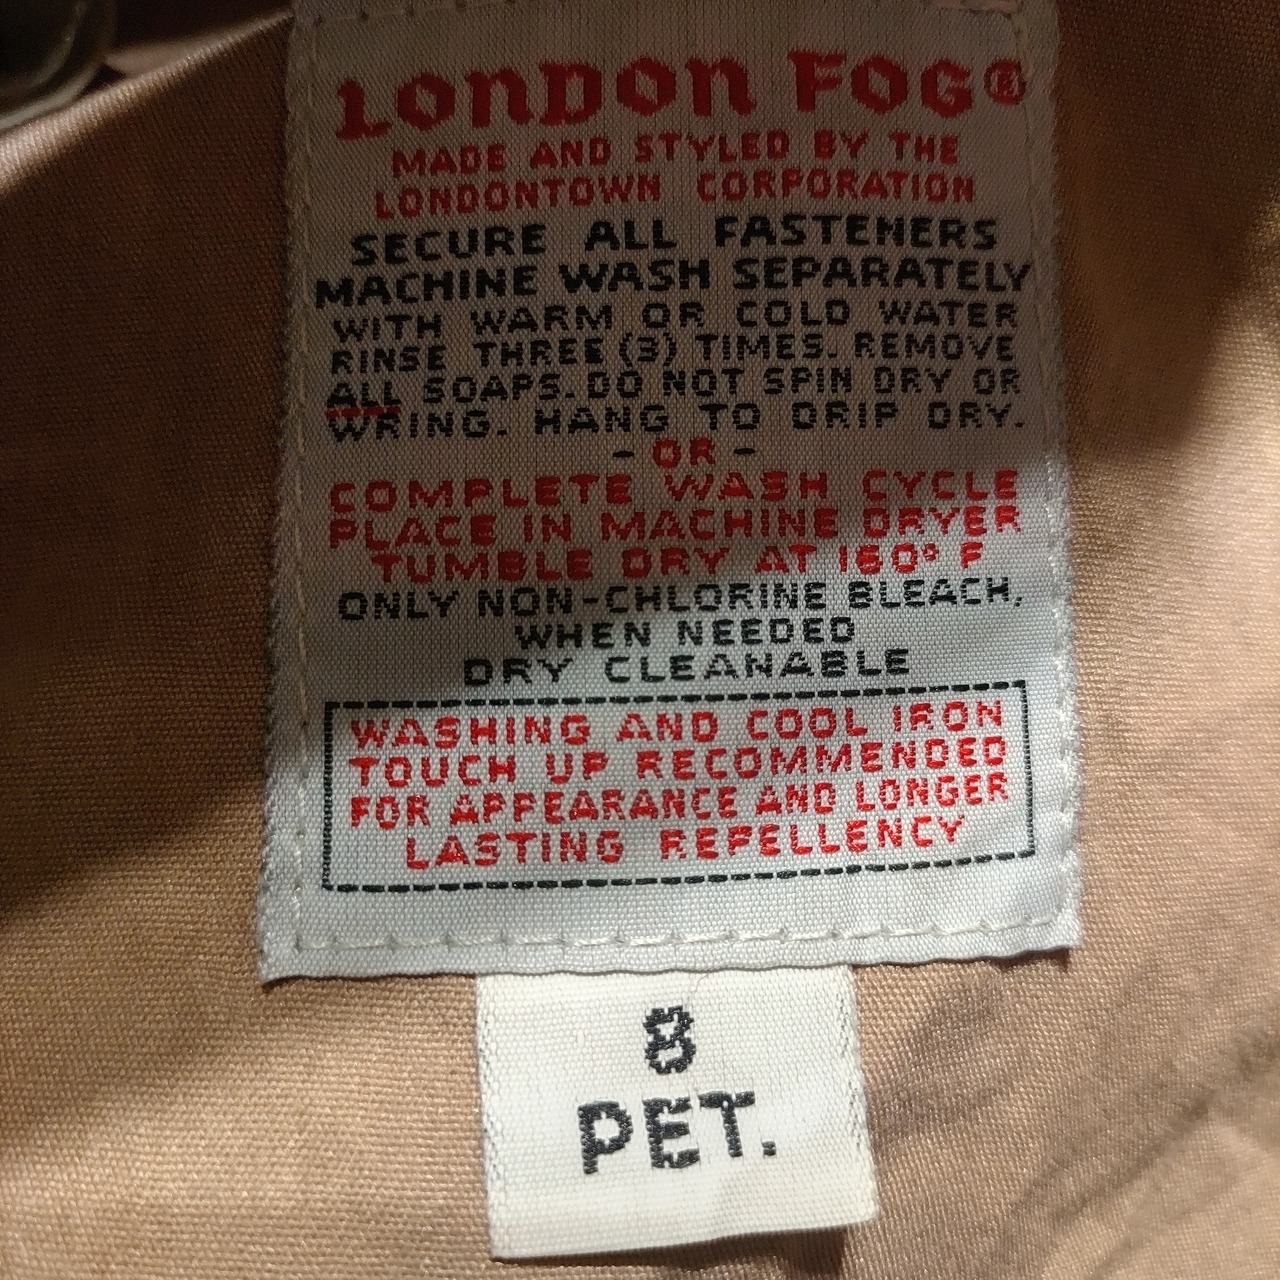 LONDON FOG®
MADE AND STYLED BY THE
LONDONTOWN CORPORATION
SECURE ALL FASTENERS
MACHINE WASH SEPARATELY
WITH WARM OR COLD WATER
RINSE THREE (3) TIMES. REMOVE
ALL SOAPS. DO NOT SPIN DRY OR
WRING. HANG TO DRIP DRY.
- OR -
COMPLETE WASH CYCLE
PLACE IN MACHINE DRYER
TUMBLE DRY AT 160° F
ONLY NON-CHLORINE BLEACH,
WHEN NEEDED
DRY CLEANABLE
WASHING AND COOL IRON
TOUCH UP RECOMMENDED
FOR APPEARANCE AND LONGER
LASTING REPELLENCY
8
PET.